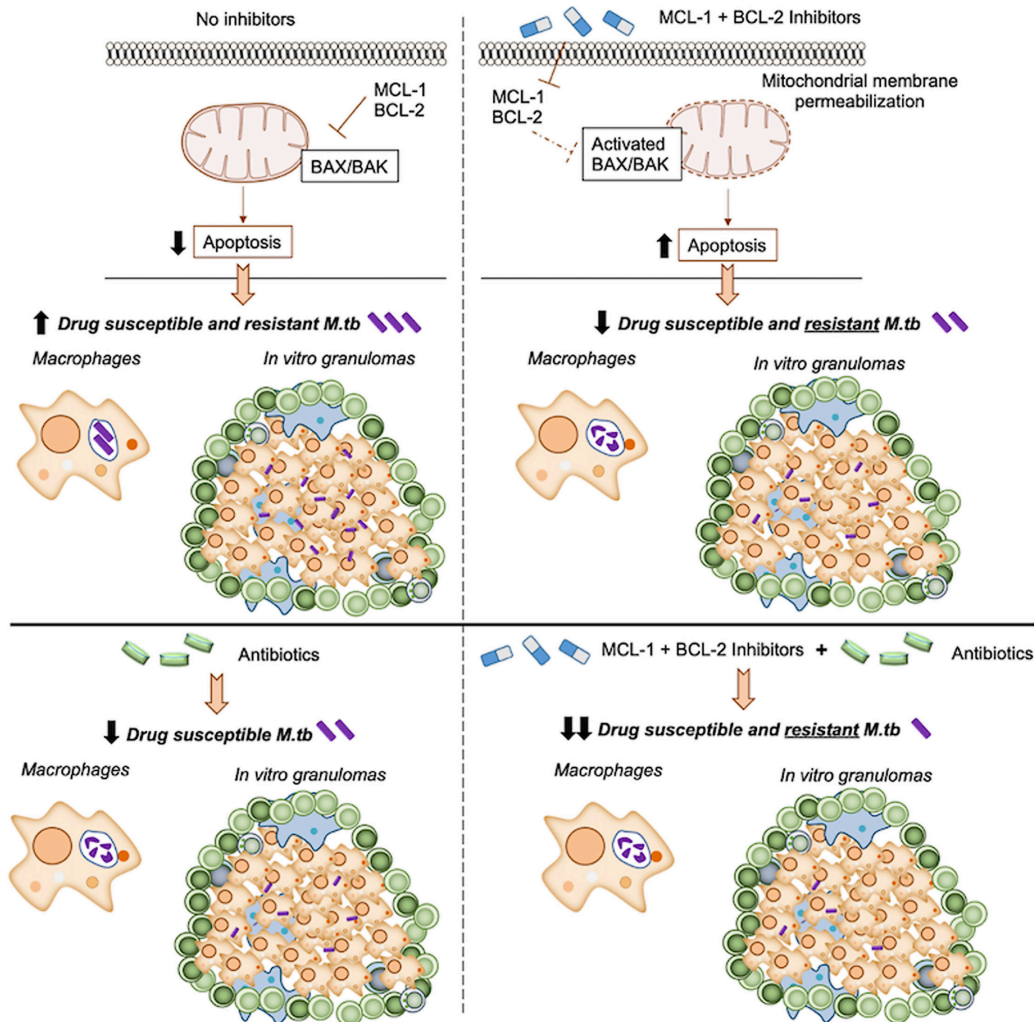 No inhibitors
MCL-1
BCL-2
BAX/BAK
Apoptosis
Drug susceptible and resistant M.tb
Macrophages
In vitro granulomas
MCL-1 + BCL-2 Inhibitors
Mitochondrial membrane
permeabilization
MCL-1
BCL-2
Activated
BAX/BAK
Apoptosis
Drug susceptible and resistant M.tb
Macrophages
In vitro granulomas
Antibiotics
Drug susceptible M.tb
Macrophages
In vitro granulomas
MCL-1 + BCL-2 Inhibitors + Antibiotics
Drug susceptible and resistant M.tb
Macrophages
In vitro granulomas